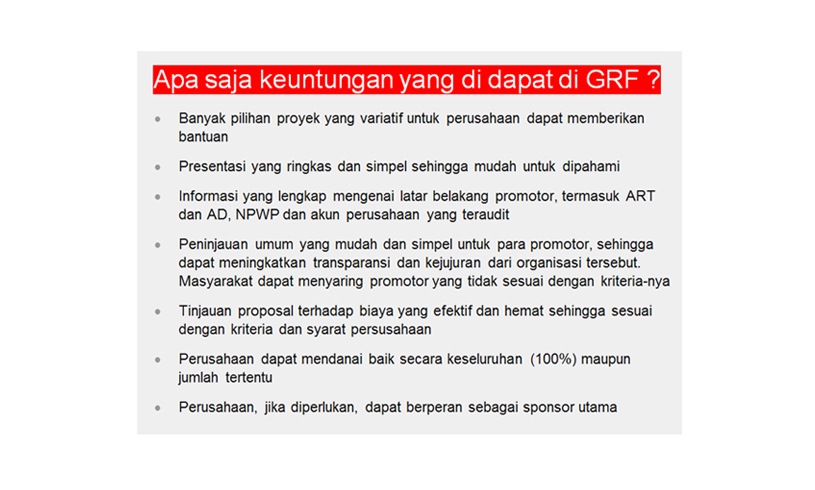 Apa saja keuntungan yang di dapat di GRF ?
Banyak pilihan proyek yang variatif untuk perusahaan dapat memberikan
bantuan
Presentasi yang ringkas dan simpel sehingga mudah untuk dipahami
Informasi yang lengkap mengenai latar belakang promotor, termasuk ART
dan AD, NPWP dan akun perusahaan yang teraudit
Peninjauan umum yang mudah dan simpel untuk para promotor, sehingga
dapat meningkatkan transparansi dan kejujuran dari organisasi tersebut.
Masyarakat dapat menyaring promotor yang tidak sesuai dengan kriteria-nya
Tinjauan proposal terhadap biaya yang efektif dan hemat sehingga sesuai
dengan kriteria dan syarat persusahaan
Perusahaan dapat mendanai baik secara keseluruhan (100%) maupun
jumlah tertentu
Perusahaan, jika diperlukan, dapat berperan sebagai sponsor utama